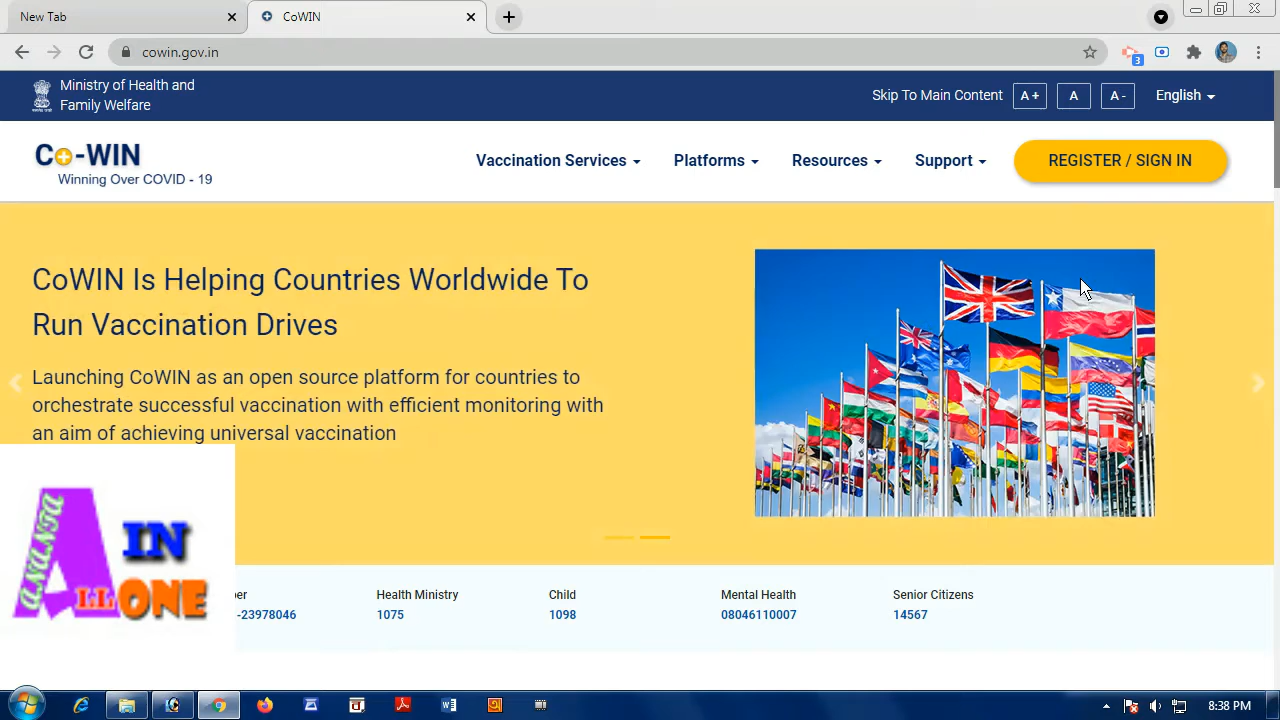 New Tab
CoWIN
cowin.gov.in
3
Ministry of Health and
Family Welfare
Skip To Main Content
A +
A
A -
English
Co-WIN
Winning Over COVID - 19
Vaccination Services
Platforms
Resources
Support
REGISTER / SIGN IN
CoWIN Is Helping Countries Worldwide To
Run Vaccination Drives
Launching CoWIN as an open source platform for countries to
orchestrate successful vaccination with efficient monitoring with
an aim of achieving universal vaccination
ANUNID
ALL
IN
ONE
ber
-23978046
Health Ministry
1075
Child
1098
Mental Health
08046110007
Senior Citizens
14567
8:38 PM